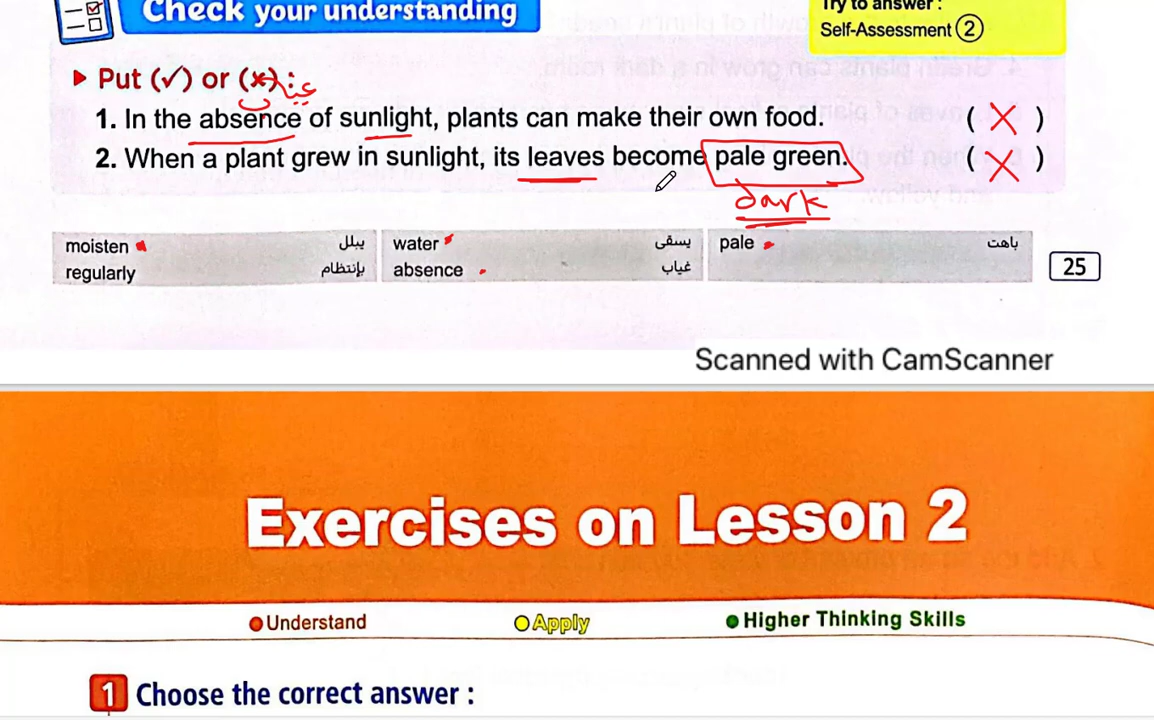 Check your understanding
Try to answer :
Self-Assessment 2
Put (✓) or (x) :
غياب
1. In the absence of sunlight, plants can make their own food. ( X )
2. When a plant grew in sunlight, its leaves become pale green. ( X )
dark
moisten يبلل water يسقى pale باهت
regularly بإنتظام absence غياب
25
Scanned with CamScanner
Exercises on Lesson 2
Understand Apply Higher Thinking Skills
1 Choose the correct answer :